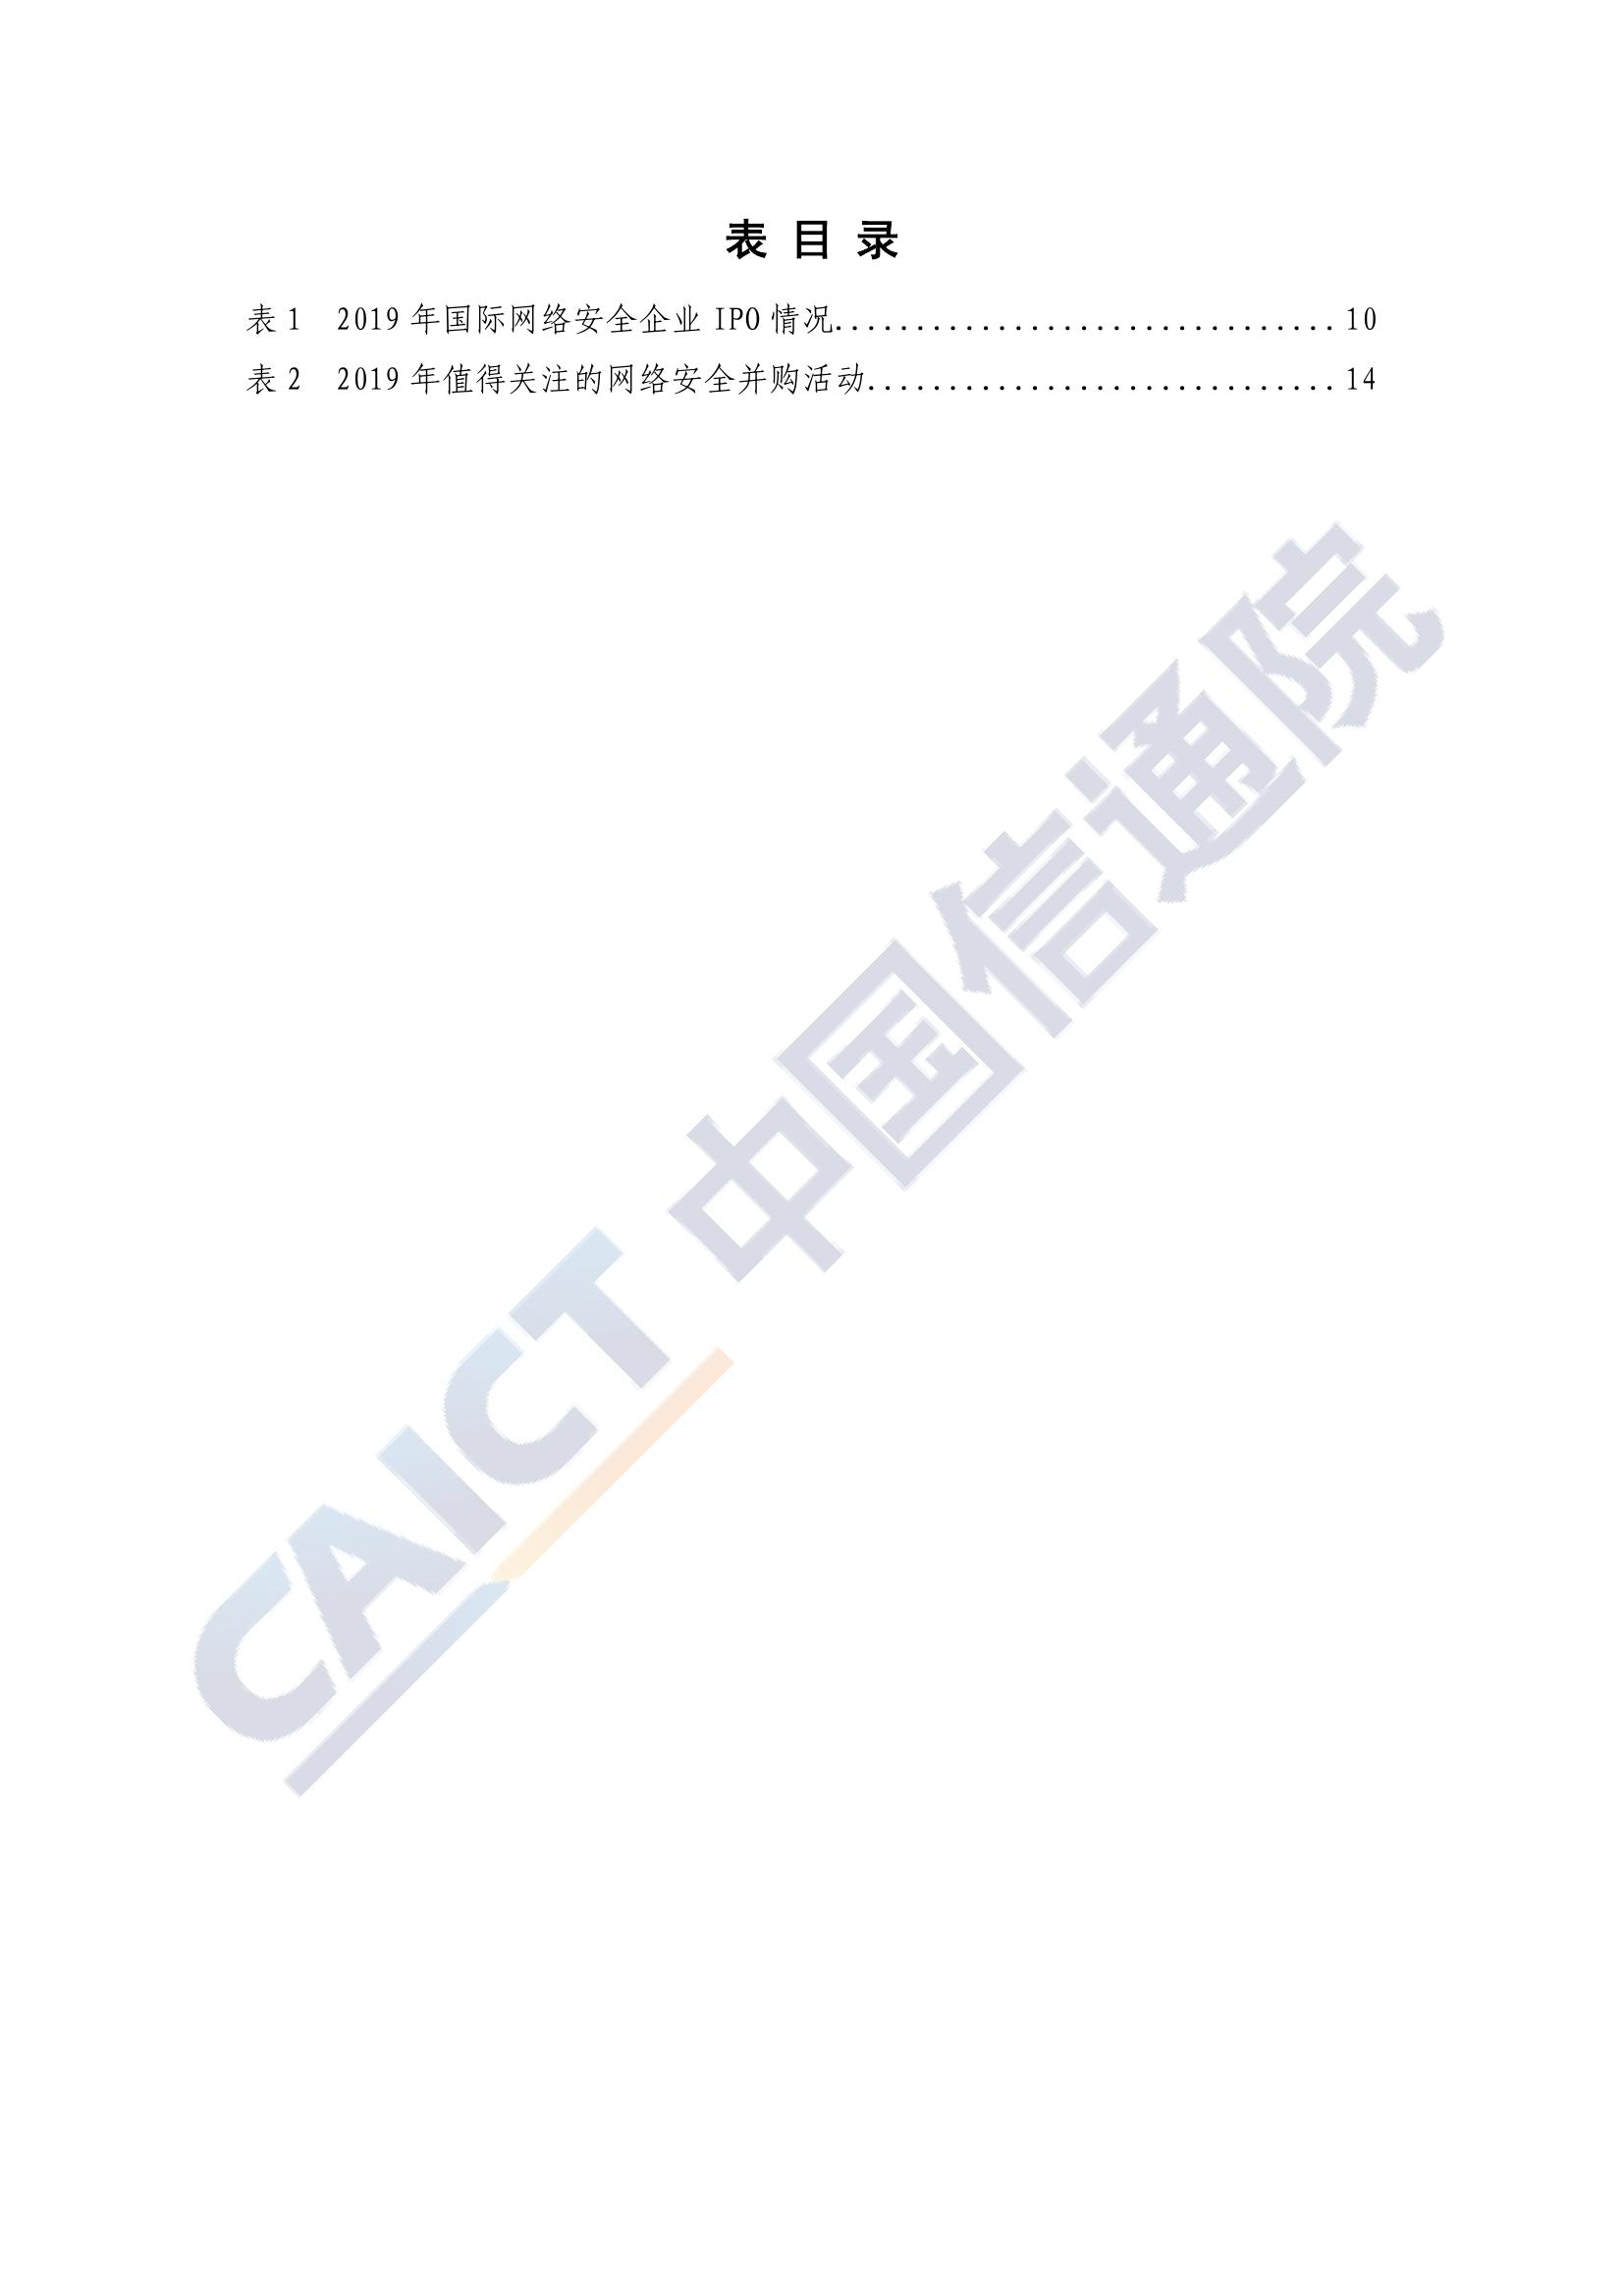 表 目 录
表 1 2019 年国际网络安全企业 IPO 情况............................... 10
表 2 2019 年值得关注的网络安全并购活动............................. 14
CAICT 中国信通院